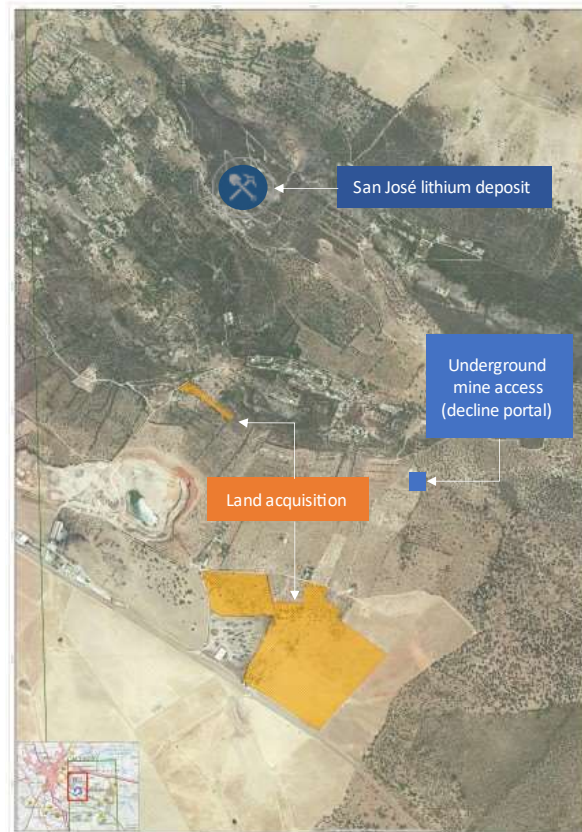 San José lithium deposit
Underground
mine access
(decline portal)
Land acquisition